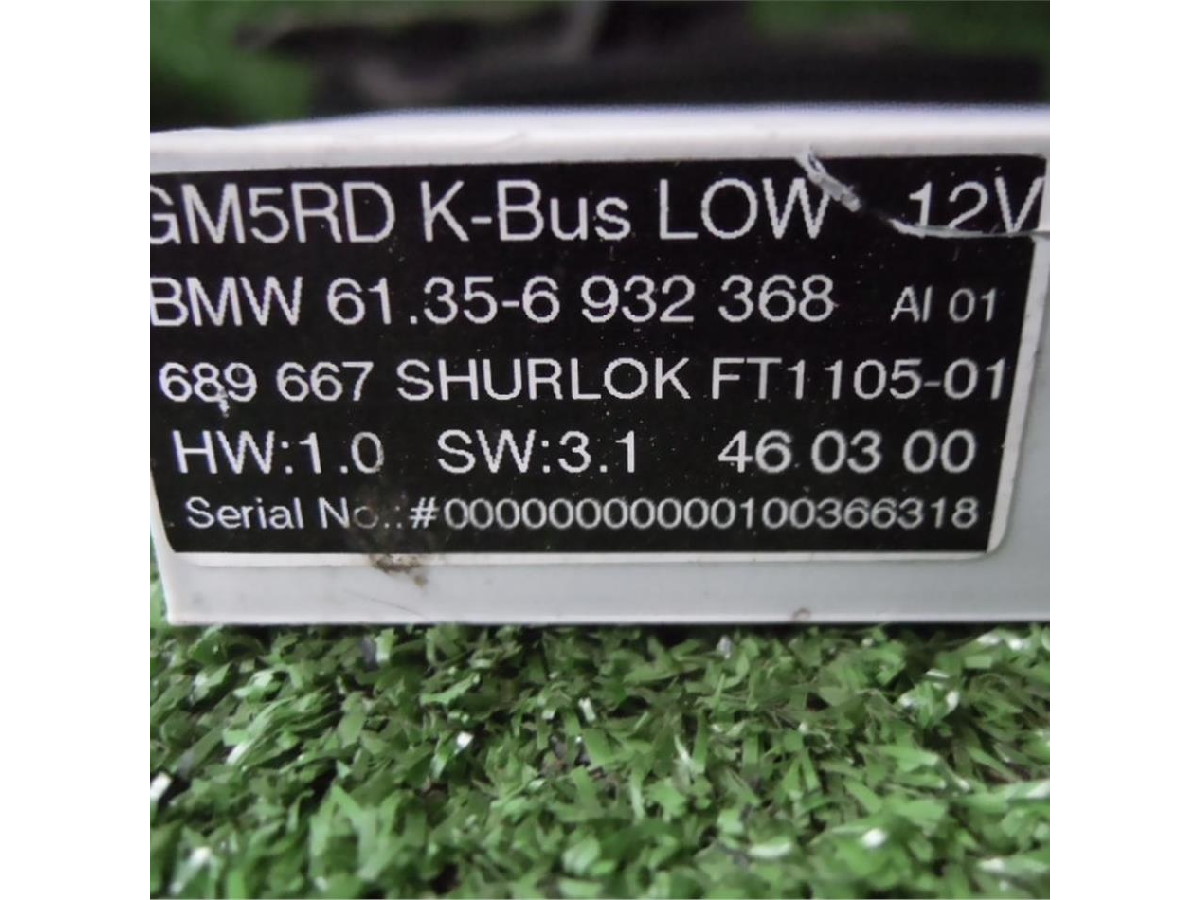 GM5RD K-Bus LOW 12V
BMW 61.35-6 932 368 AI 01
689 667 SHURLOK FT1105-01
HW:1.0 SW:3.1 46 03 00
Serial No.:#000000000000100366318